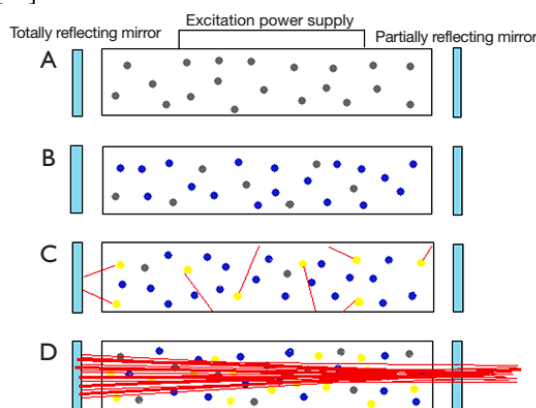 Excitation power supply
Totally reflecting mirror
Partially reflecting mirror
A
B
C
D